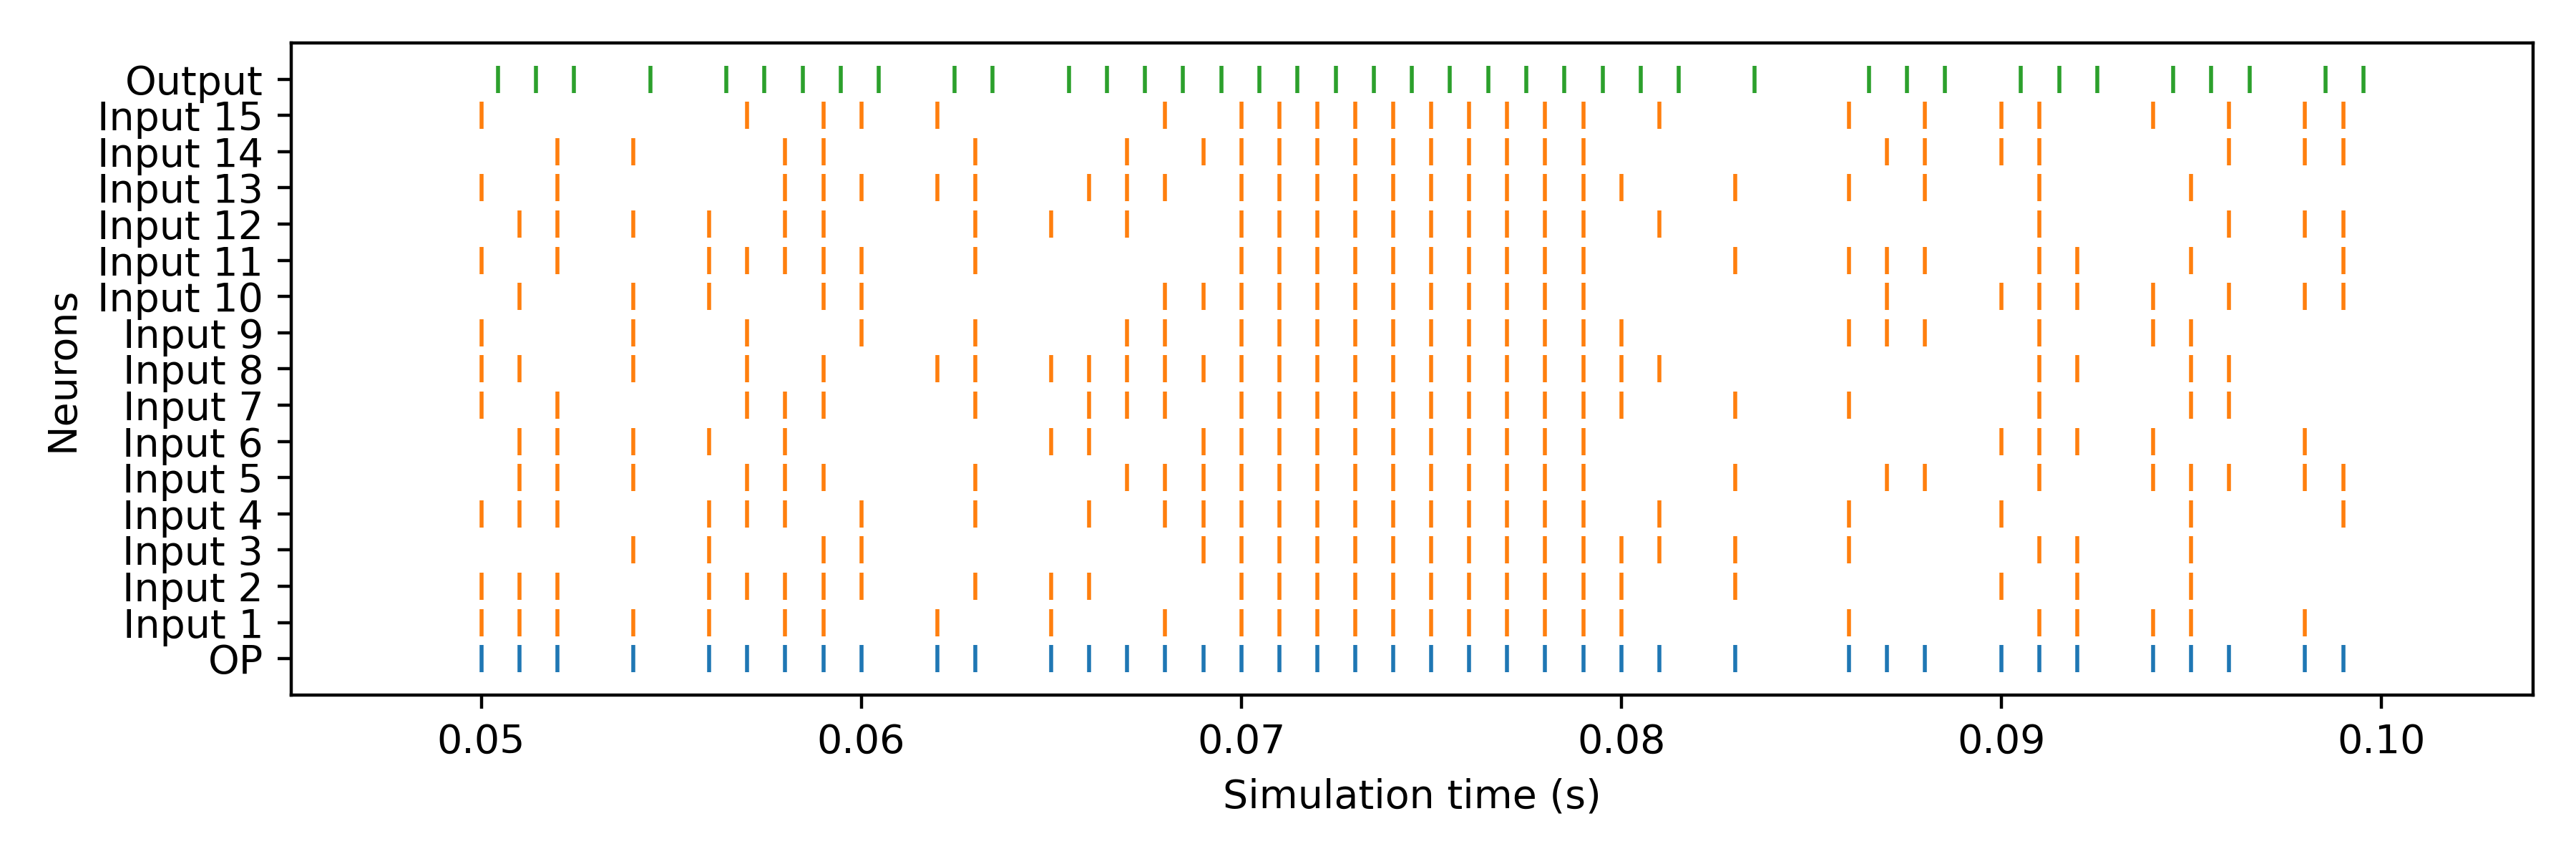 Output
Input 15
Input 14
Input 13
Input 12
Input 11
Input 10
Input 9
Input 8
Input 7
Input 6
Input 5
Input 4
Input 3
Input 2
Input 1
OP
Neurons
0.05 0.06 0.07 0.08 0.09 0.10
Simulation time (s)